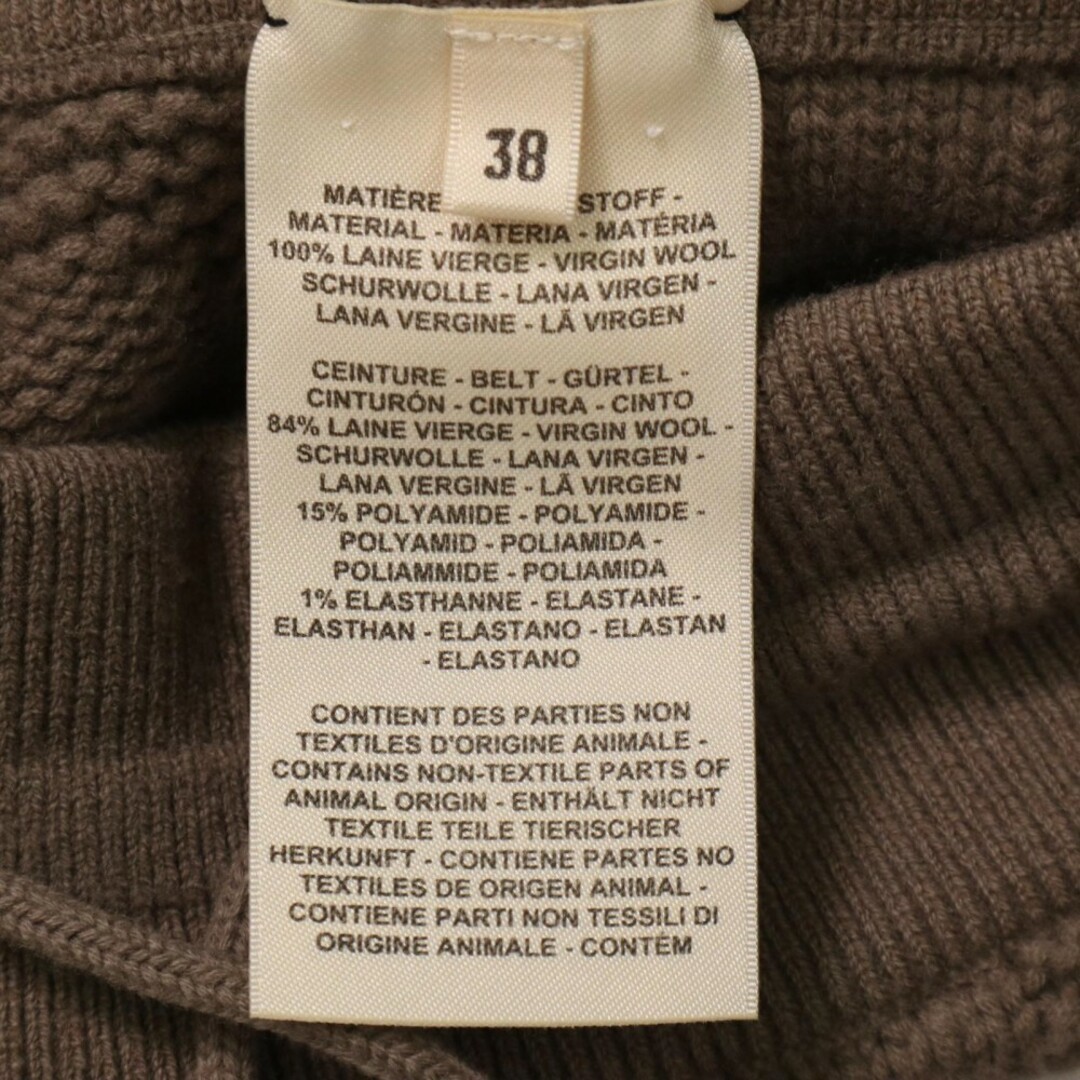 38
MATIÈRE STOFF -
MATERIAL - MATERIA - MATÉRIA
100% LAINE VIERGE - VIRGIN WOOL
SCHURWOLLE - LANA VIRGEN -
LANA VERGINE - LÃ VIRGEN
CEINTURE - BELT - GÜRTEL -
CINTURÓN - CINTURA - CINTO
84% LAINE VIERGE - VIRGIN WOOL -
SCHURWOLLE - LANA VIRGEN -
LANA VERGINE - LÃ VIRGEN
15% POLYAMIDE - POLYAMIDE -
POLYAMID - POLIAMIDA -
POLIAMMIDE - POLIAMIDA
1% ELASTHANNE - ELASTANE -
ELASTHAN - ELASTANO - ELASTAN
- ELASTANO
CONTIENT DES PARTIES NON
TEXTILES D'ORIGINE ANIMALE -
CONTAINS NON-TEXTILE PARTS OF
ANIMAL ORIGIN - ENTHÄLT NICHT
TEXTILE TEILE TIERISCHER
HERKUNFT - CONTIENE PARTES NO
TEXTILES DE ORIGEN ANIMAL -
CONTIENE PARTI NON TESSILI DI
ORIGINE ANIMALE - CONTÉM